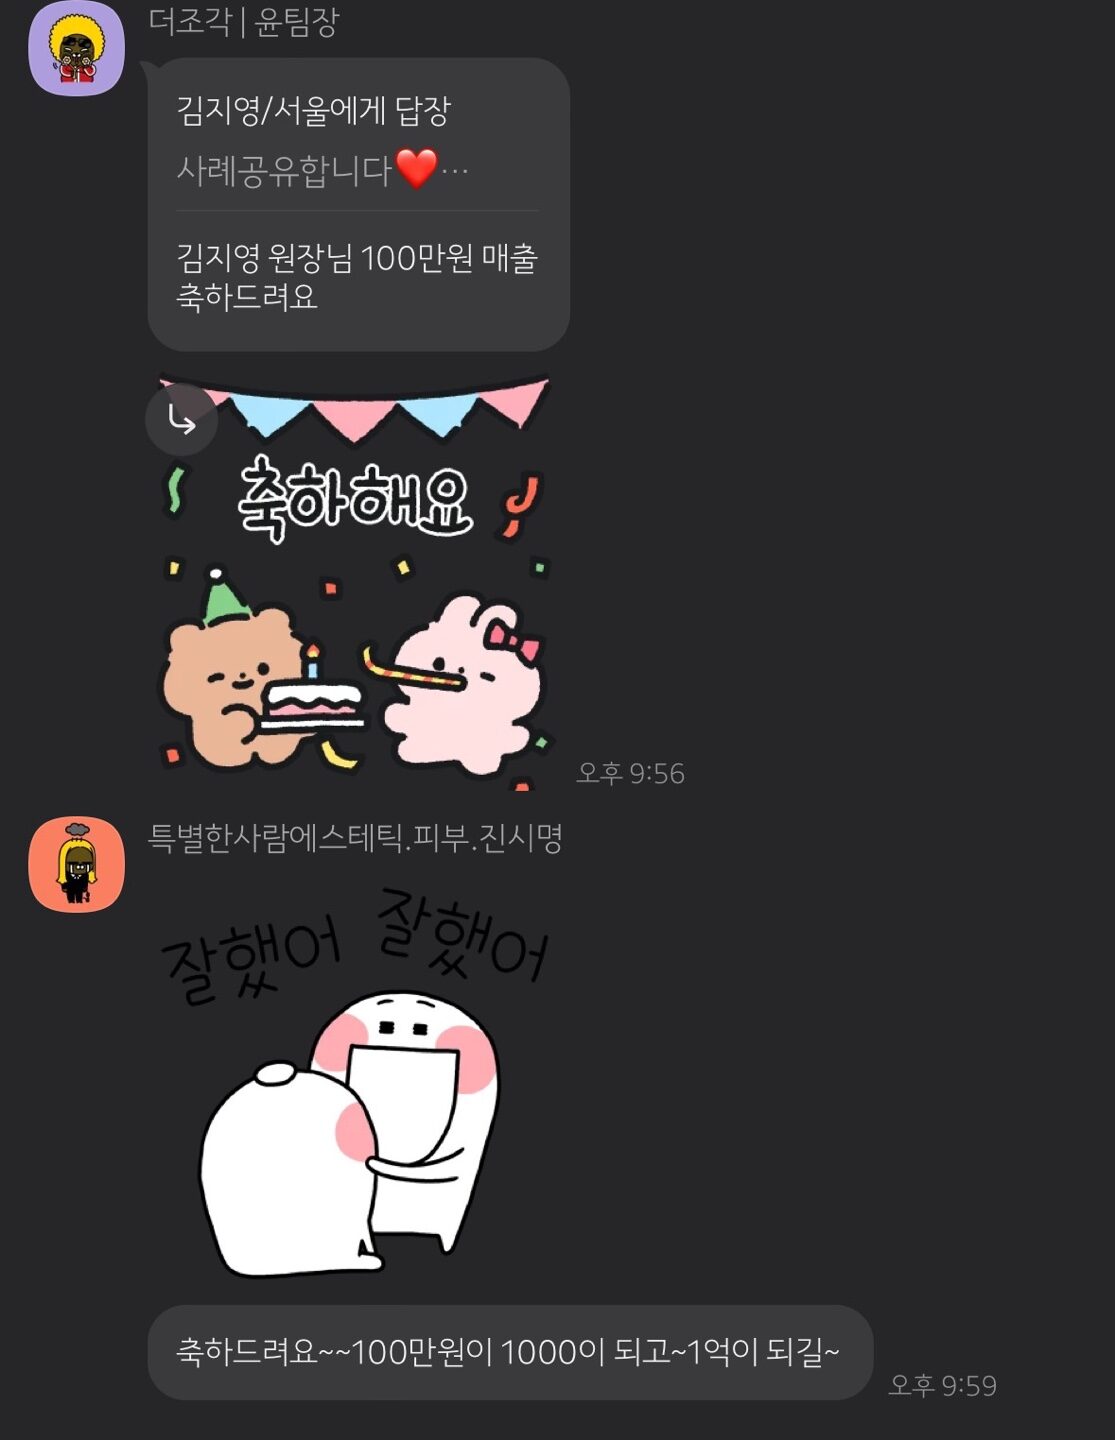 더조각 | 윤팀장
김지영/서울에게 답장
사례공유합니다❤️…
김지영 원장님 100만원 매출
축하드려요
축하해요
오후 9:56
특별한사람에스테틱.피부.진시명
잘했어 잘했어
축하드려요~~100만원이 1000이 되고~1억이 되길~
오후 9:59